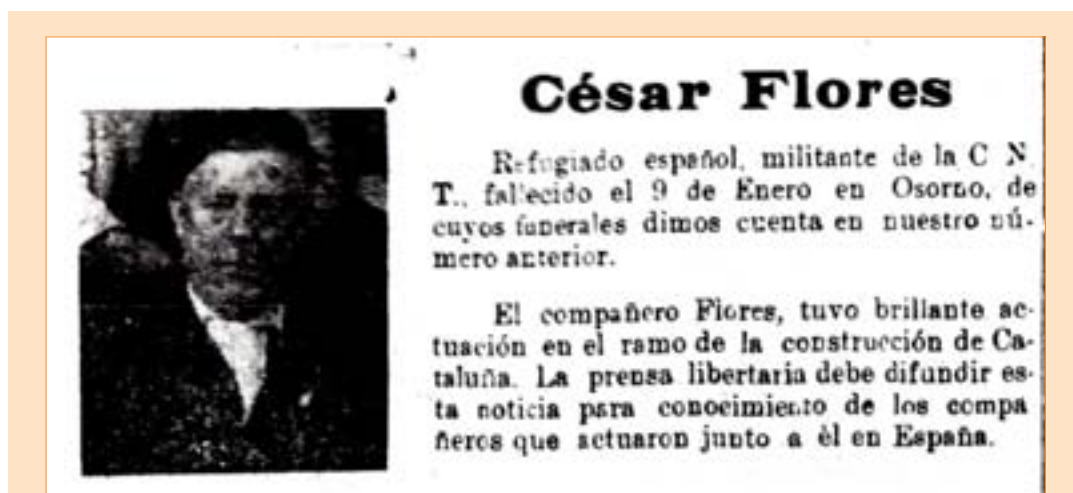 César Flores
Refugiado español, militante de la C N.
T., fallecido el 9 de Enero en Osorno, de
cuyos funerales dimos cuenta en nuestro nú-
mero anterior.
El compañero Flores, tuvo brillante ac-
tuación en el ramo de la construcción de Ca-
taluña. La prensa libertaria debe difundir es-
ta noticia para conocimiento de los compa
ñeros que actuaron junto a èl en España.